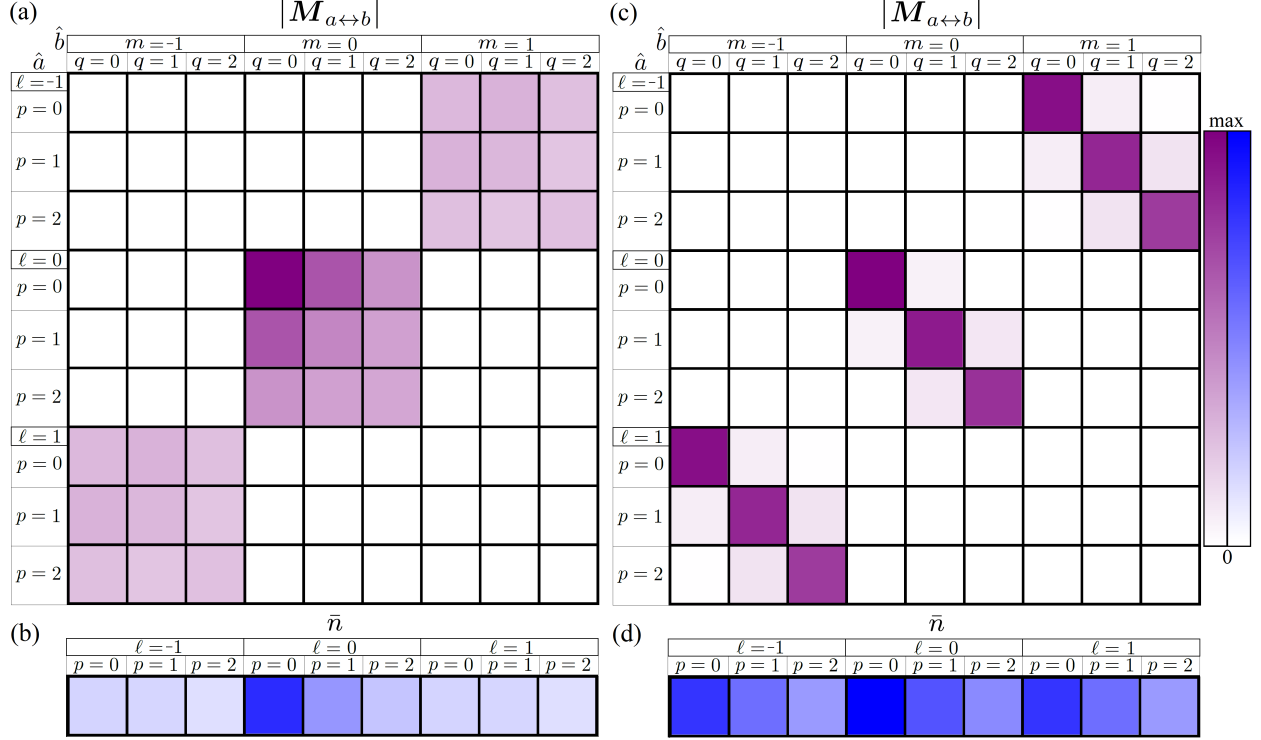 (a) |M a↔b|
b̂ m =-1 m = 0 m = 1
â q = 0 q = 1 q = 2 q = 0 q = 1 q = 2 q = 0 q = 1 q = 2
ℓ =-1
p = 0
p = 1
p = 2
ℓ = 0
p = 0
p = 1
p = 2
ℓ = 1
p = 0
p = 1
p = 2
(b) n̄
ℓ =-1 ℓ = 0 ℓ = 1
p = 0 p = 1 p = 2 p = 0 p = 1 p = 2 p = 0 p = 1 p = 2
(c) |M a↔b|
b̂ m =-1 m = 0 m = 1
â q = 0 q = 1 q = 2 q = 0 q = 1 q = 2 q = 0 q = 1 q = 2
ℓ =-1
p = 0
p = 1
p = 2
ℓ = 0
p = 0
p = 1
p = 2
ℓ = 1
p = 0
p = 1
p = 2
max
0
(d) n̄
ℓ =-1 ℓ = 0 ℓ = 1
p = 0 p = 1 p = 2 p = 0 p = 1 p = 2 p = 0 p = 1 p = 2